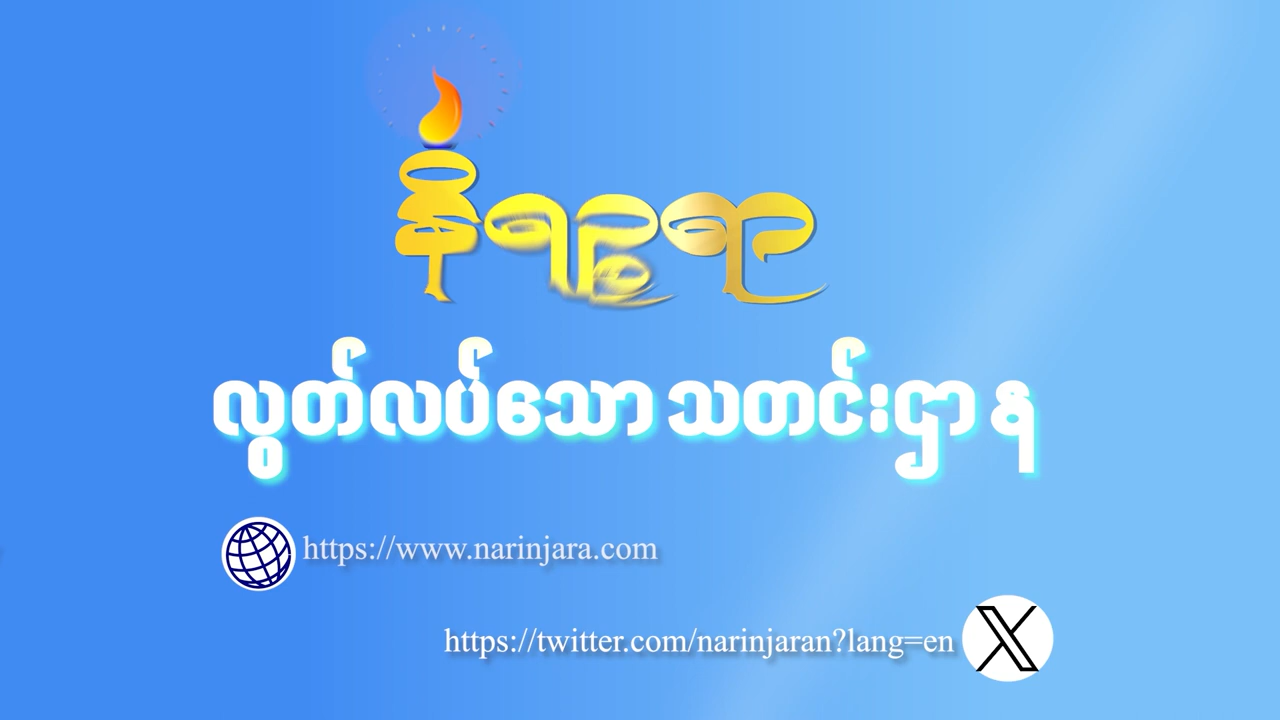 နိရဉ္စရာ
လွတ်လပ်သော သတင်းဌာန
https://www.narinjara.com
https://twitter.com/narinjaran?lang=en